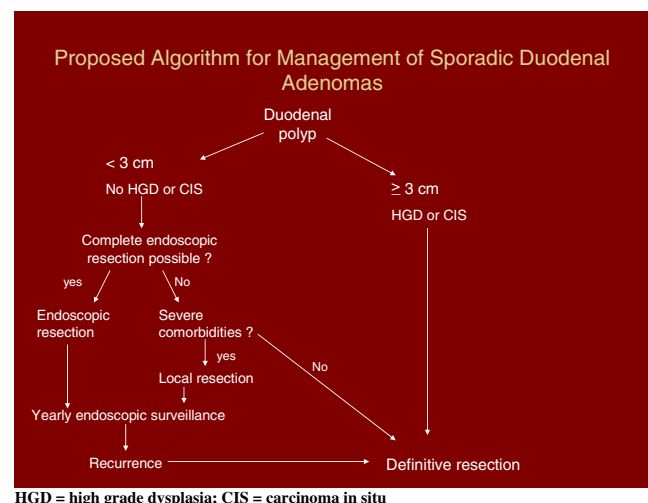 Proposed Algorithm for Management of Sporadic Duodenal
Adenomas
Duodenal
polyp
< 3 cm
No HGD or CIS
≥ 3 cm
HGD or CIS
Complete endoscopic
resection possible ?
yes
No
Endoscopic
resection
Severe
comorbidities ?
yes
No
Local resection
Yearly endoscopic surveillance
Recurrence
Definitive resection
HGD = high grade dysplasia; CIS = carcinoma in situ